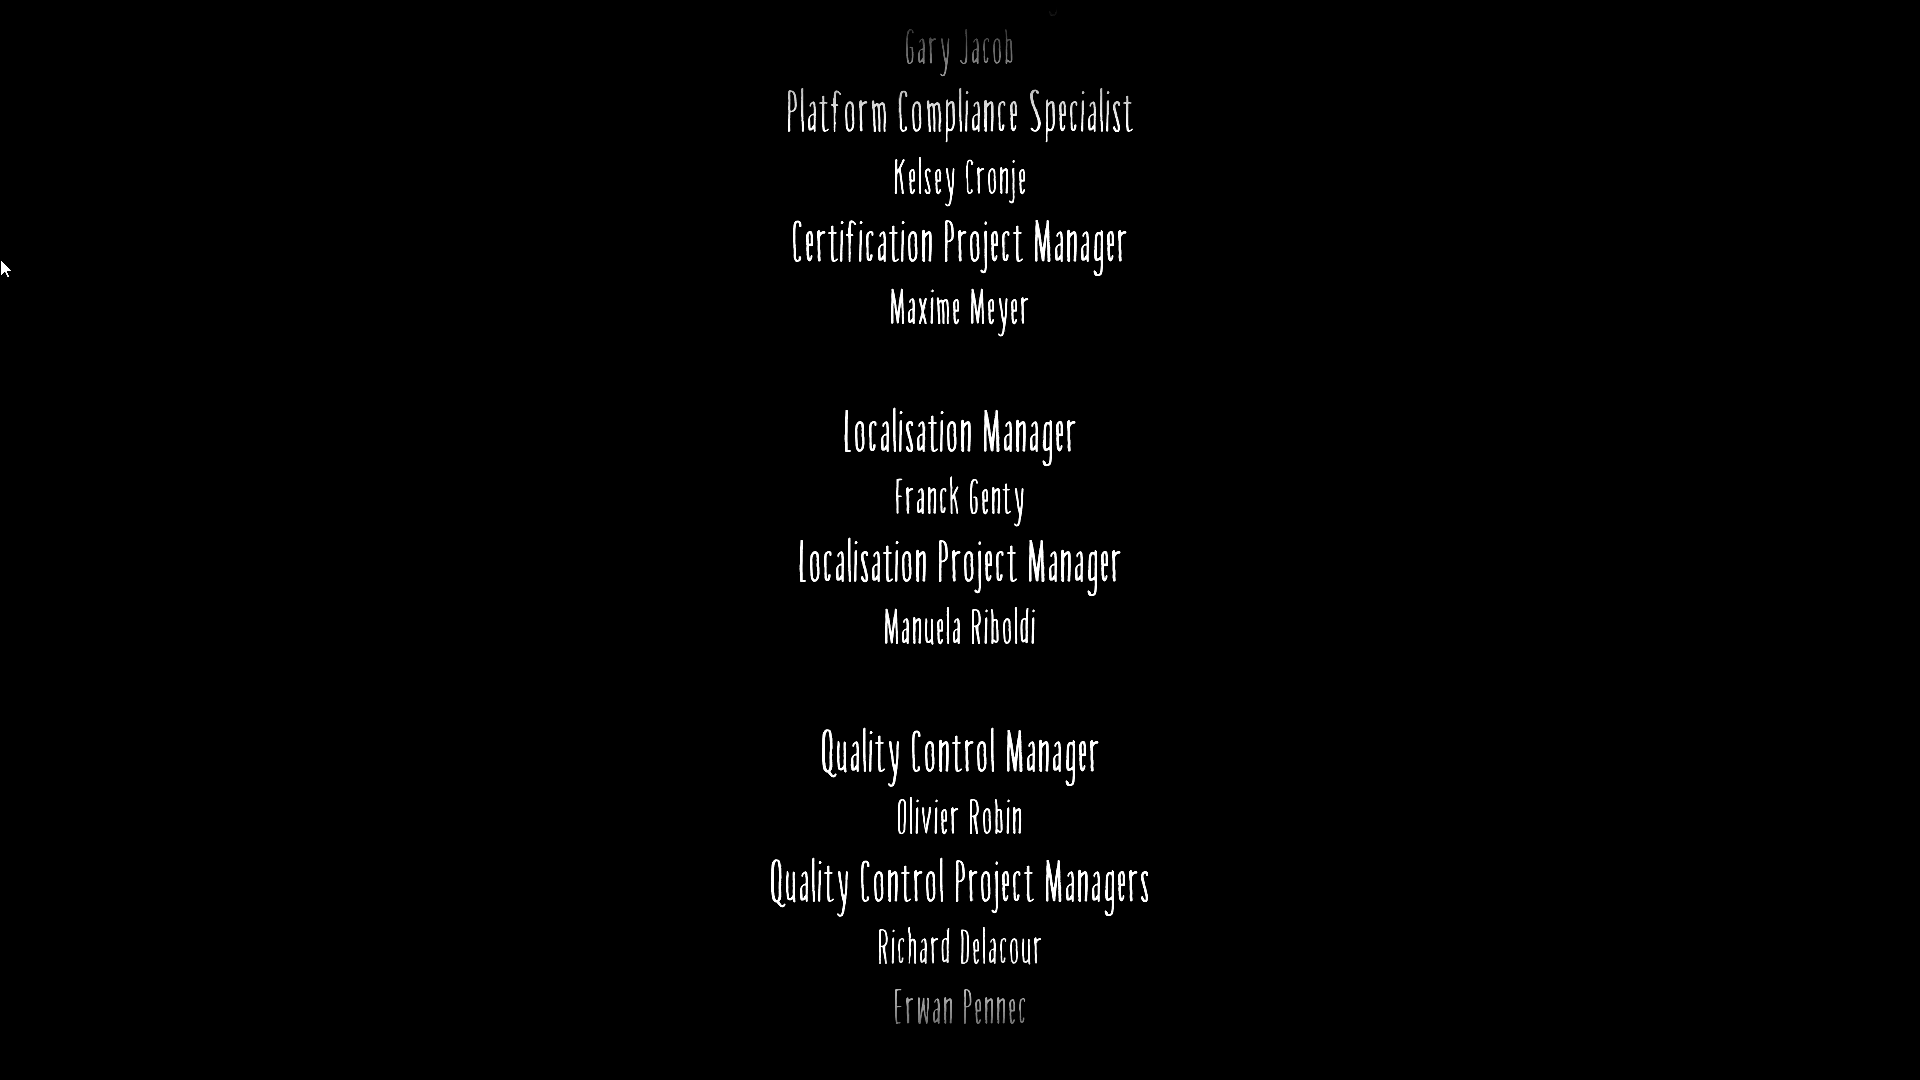 Gary Jacob
Platform Compliance Specialist
Kelsey Cronje
Certification Project Manager
Maxime Meyer
Localisation Manager
Franck Genty
Localisation Project Manager
Manuela Riboldi
Quality Control Manager
Olivier Robin
Quality Control Project Managers
Richard Delacour
Erwan Pennec